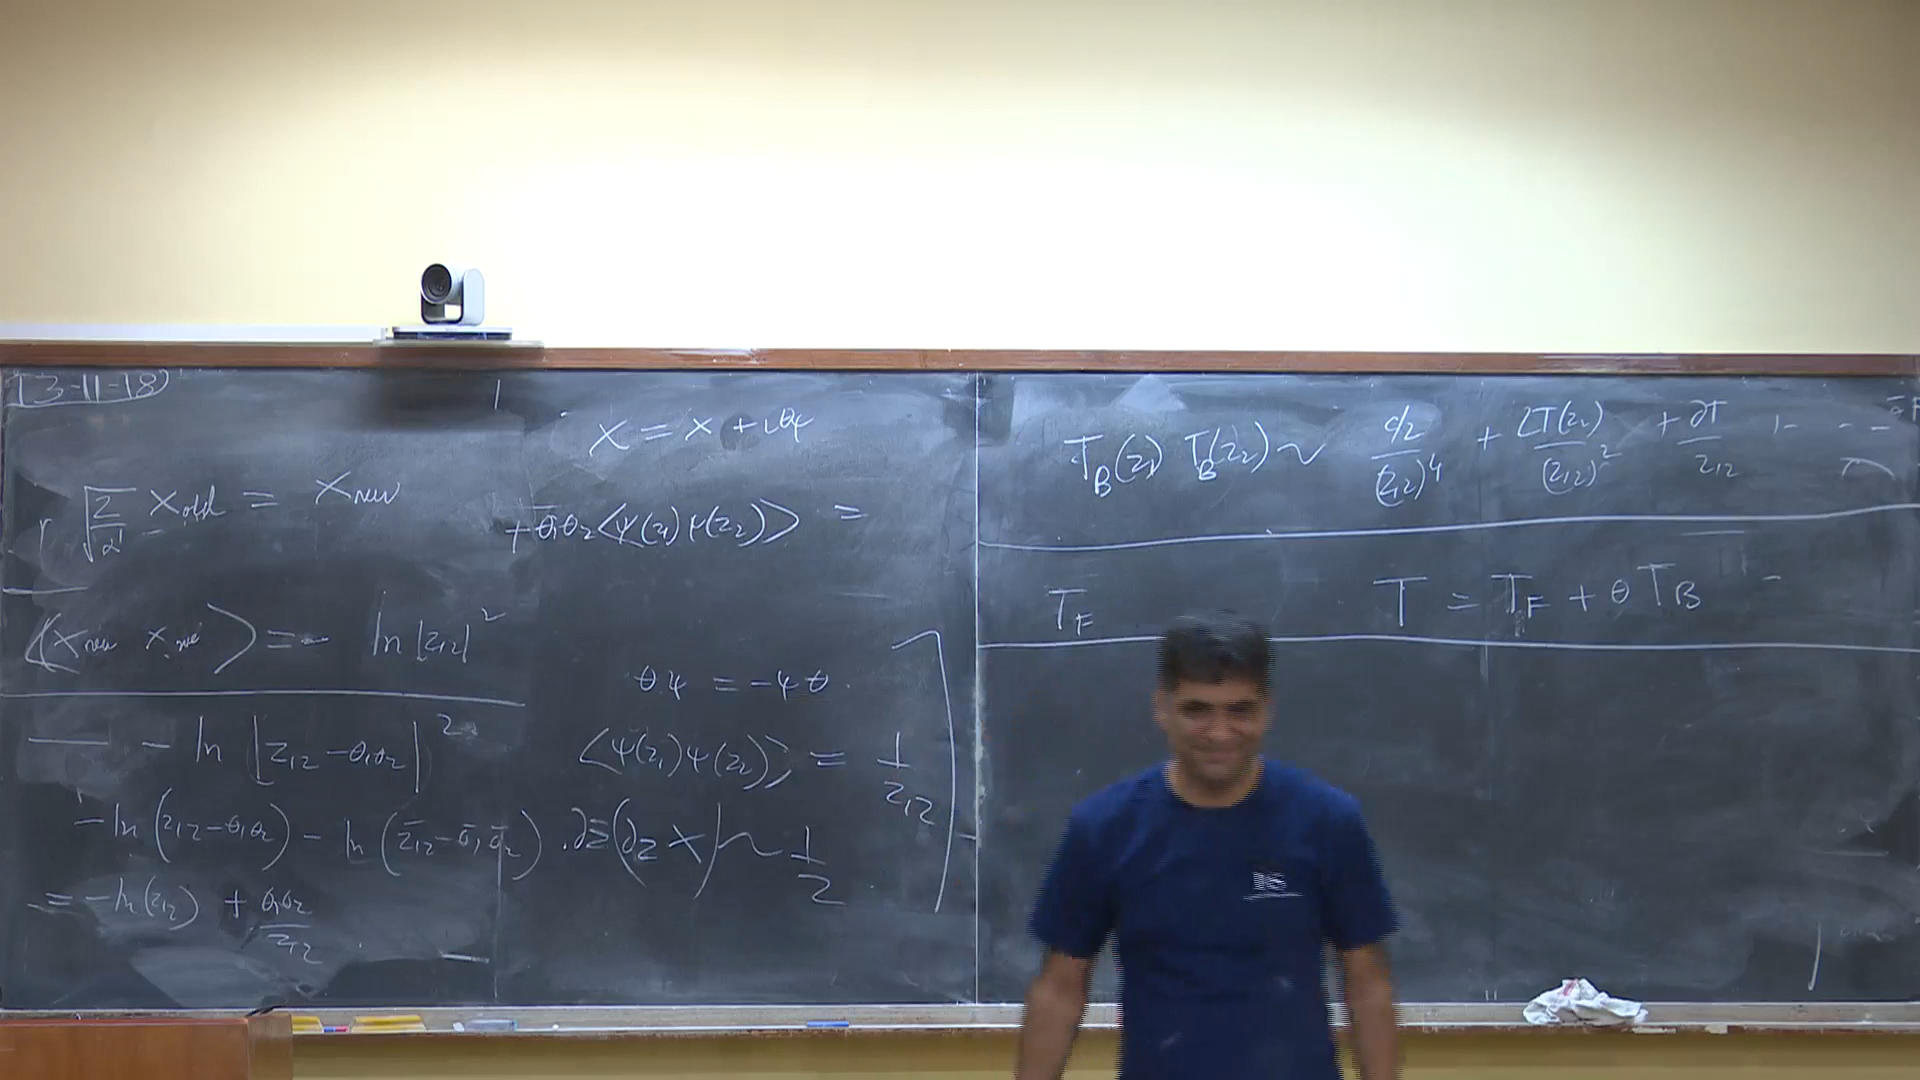 13-11-18)
X = x + iθψ
√(2/α') X_old = X_new
+ θ₁θ₂<ψ(z₁)ψ(z₂)> =
<X_new X_new> = - ln|z₁₂|²
θψ = -ψθ.
- ln|z₁₂ - θ₁θ₂|²
<ψ(z₁)ψ(z₂)> = 1/z₁₂
- ln(z₁₂ - θ₁θ₂) - ln(z̄₁₂ - θ̄₁θ̄₂)
∂z̄(∂z X) ~ 1/2
= - ln(z₁₂) + θ₁θ₂/z₁₂
T_B(z₁) T_B(z₂) ~ c/2/(z₁₂)⁴ + 2T(z₂)/(z₁₂)² + ∂T/z₁₂ + - - -
T_F
T = T_F + θ T_B